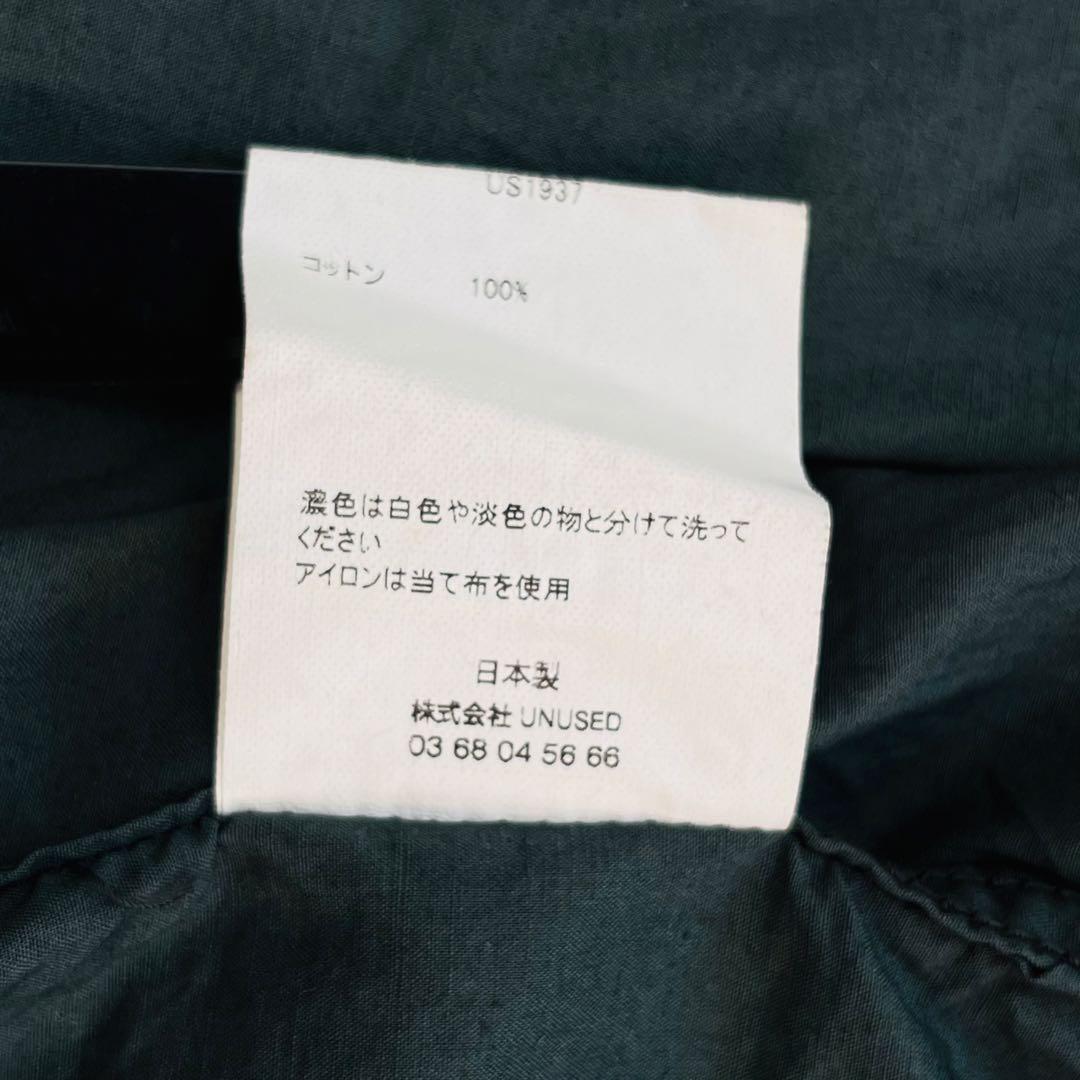 US1937
コットン 100%
濃色は白色や淡色の物と分けて洗って
ください
アイロンは当て布を使用
日本製
株式会社 UNUSED
03 68 04 56 66